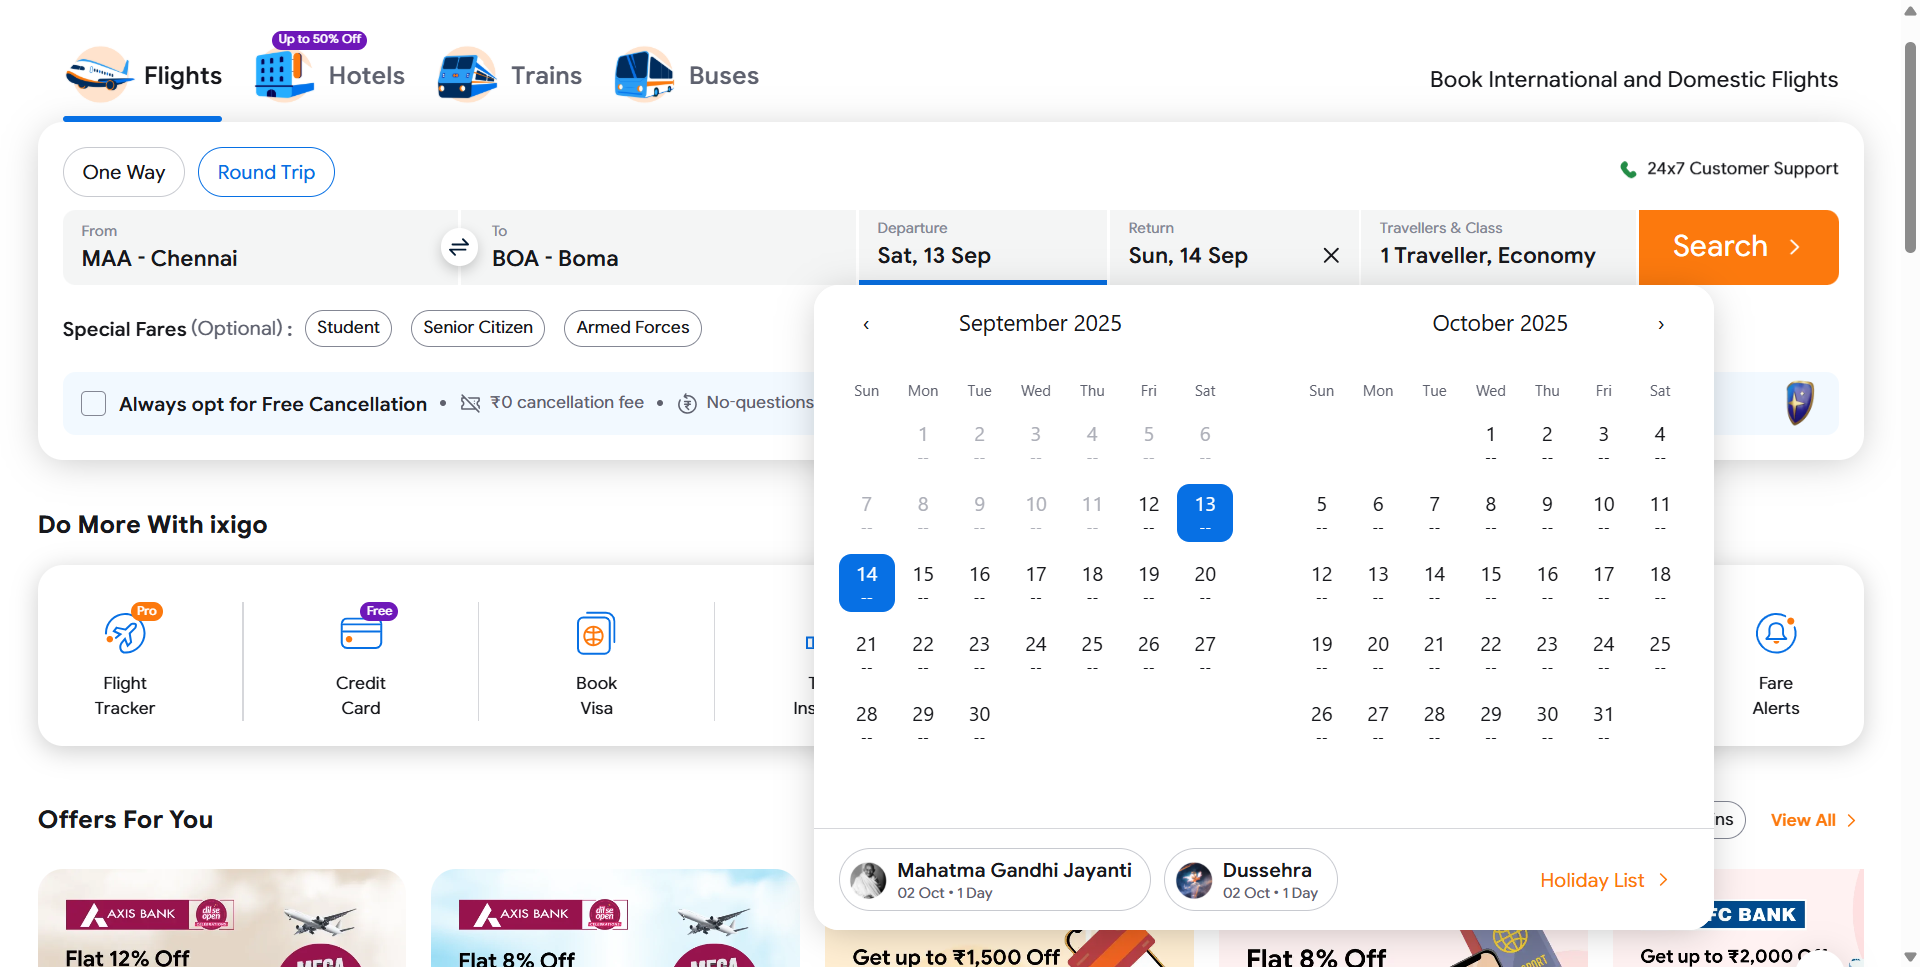 Up to 50% Off
Flights
Hotels
Trains
Buses
Book International and Domestic Flights
One Way
Round Trip
24x7 Customer Support
From
MAA - Chennai
To
BOA - Boma
Departure
Sat, 13 Sep
Return
Sun, 14 Sep
Travellers & Class
1 Traveller, Economy
Search
Special Fares (Optional) :
Student
Senior Citizen
Armed Forces
Always opt for Free Cancellation • ₹0 cancellation fee • No-questions
September 2025
Sun Mon Tue Wed Thu Fri Sat
1 2 3 4 5 6
-- -- -- -- -- --
7 8 9 10 11 12 13
-- -- -- -- -- -- --
14 15 16 17 18 19 20
-- -- -- -- -- -- --
21 22 23 24 25 26 27
-- -- -- -- -- -- --
28 29 30
-- -- --
October 2025
Sun Mon Tue Wed Thu Fri Sat
1 2 3 4
-- -- -- --
5 6 7 8 9 10 11
-- -- -- -- -- -- --
12 13 14 15 16 17 18
-- -- -- -- -- -- --
19 20 21 22 23 24 25
-- -- -- -- -- -- --
26 27 28 29 30 31
-- -- -- -- -- --
Mahatma Gandhi Jayanti
02 Oct • 1 Day
Dussehra
02 Oct • 1 Day
Holiday List
Do More With ixigo
Pro
Flight
Tracker
Free
Credit
Card
Book
Visa
T
Ins
Fare
Alerts
Offers For You
ns
View All
AXIS BANK
dil se
open
CELEBRATIONS
Flat 12% Off
MEGA
AXIS BANK
dil se
open
CELEBRATIONS
Flat 8% Off
MEGA
Get up to ₹1,500 Off
Flat 8% Off
FC BANK
Get up to ₹2,000